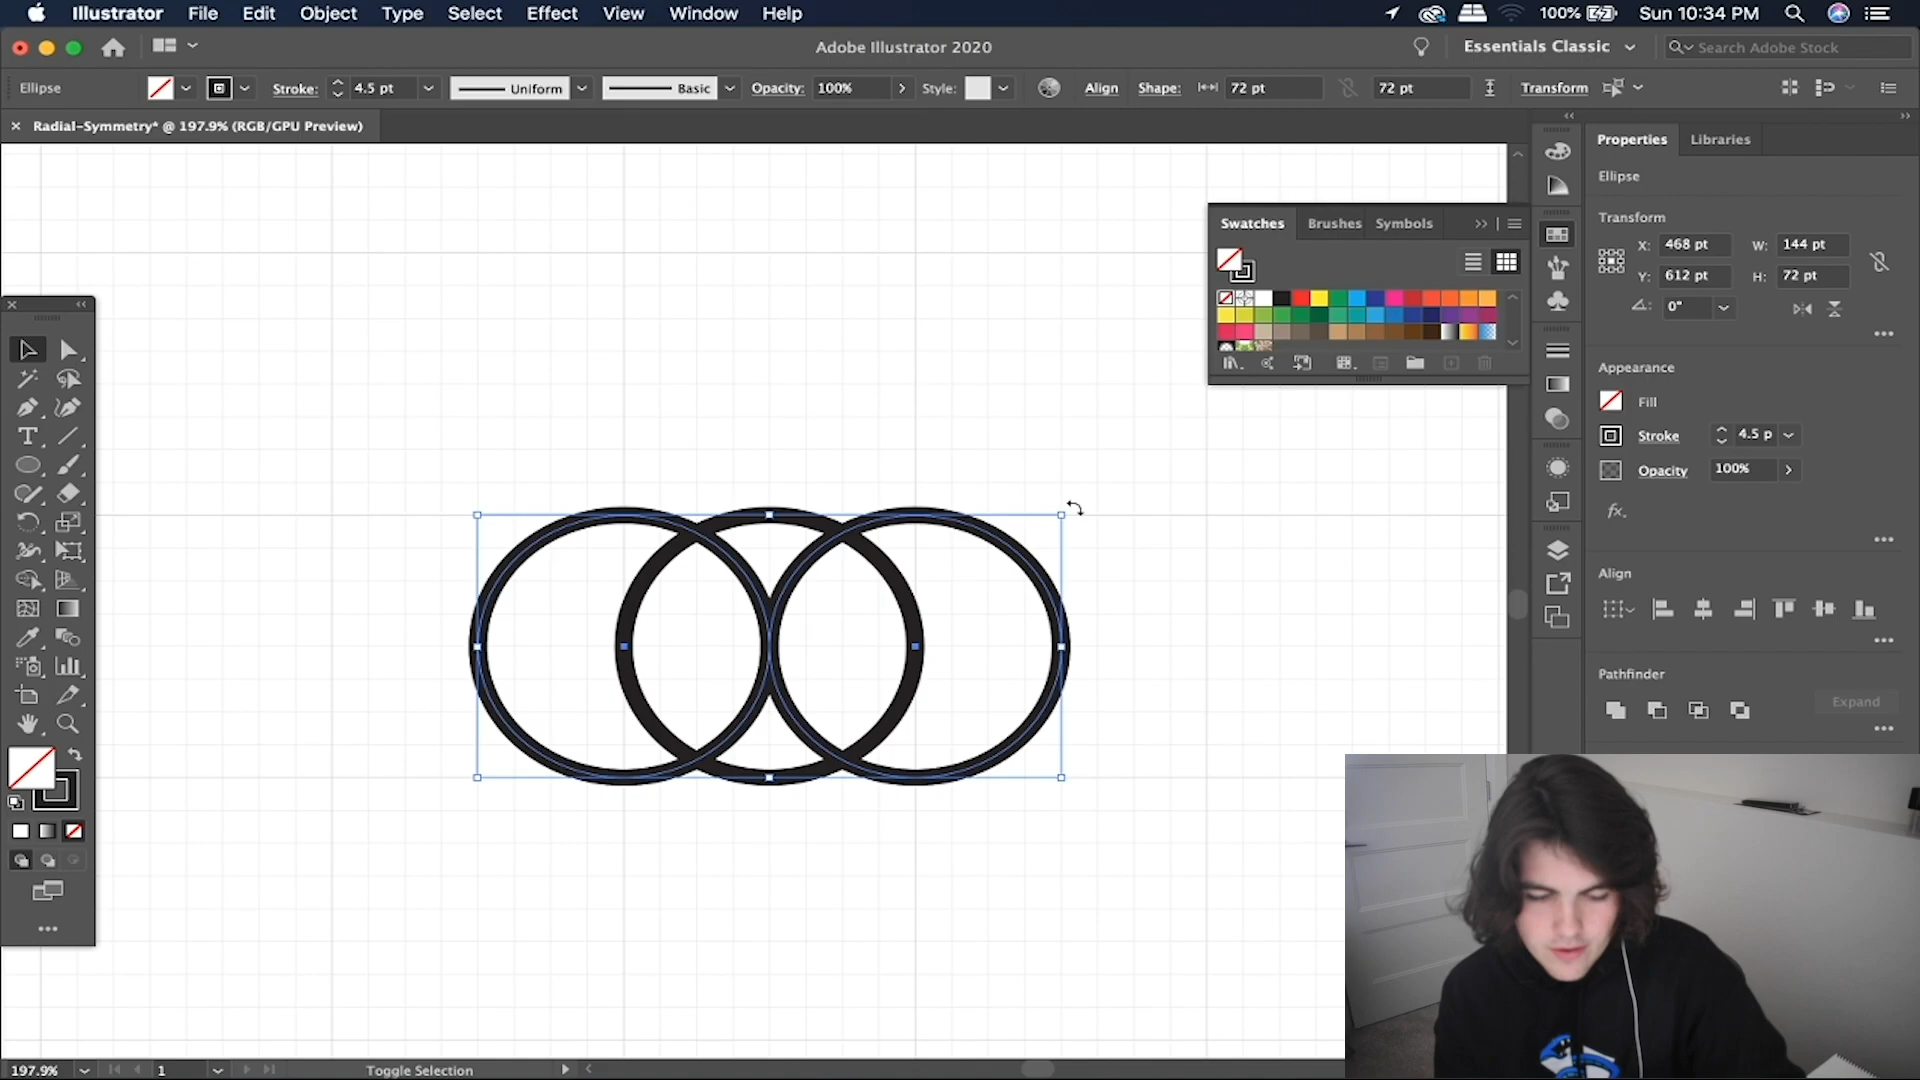 Illustrator File Edit Object Type Select Effect View Window Help 100% Sun 10:34 PM
Adobe Illustrator 2020 Essentials Classic Search Adobe Stock
Ellipse Stroke: 4.5 pt Uniform Basic Opacity: 100% Style: Align Shape: 72 pt 72 pt Transform
Radial-Symmetry* @ 197.9% (RGB/GPU Preview)
Properties Libraries
Ellipse
Transform
X: 468 pt W: 144 pt
Y: 612 pt H: 72 pt
0°
Swatches Brushes Symbols
Appearance
Fill
Stroke 4.5 p
Opacity 100%
fx.
Align
Pathfinder
Expand
197.9% 1 Toggle Selection